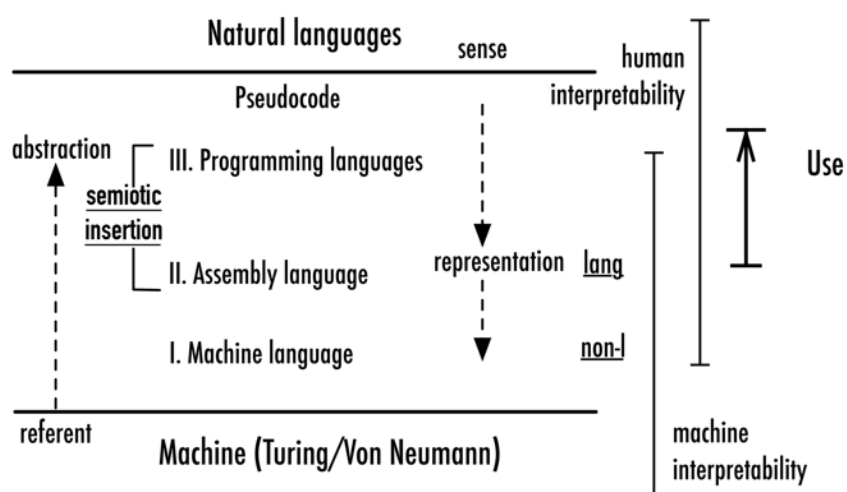 Natural languages
sense
human
interpretability
Pseudocode
abstraction
III. Programming languages
Use
semiotic
insertion
representation
lang
II. Assembly language
I. Machine language
non-l
referent
Machine (Turing/Von Neumann)
machine
interpretability